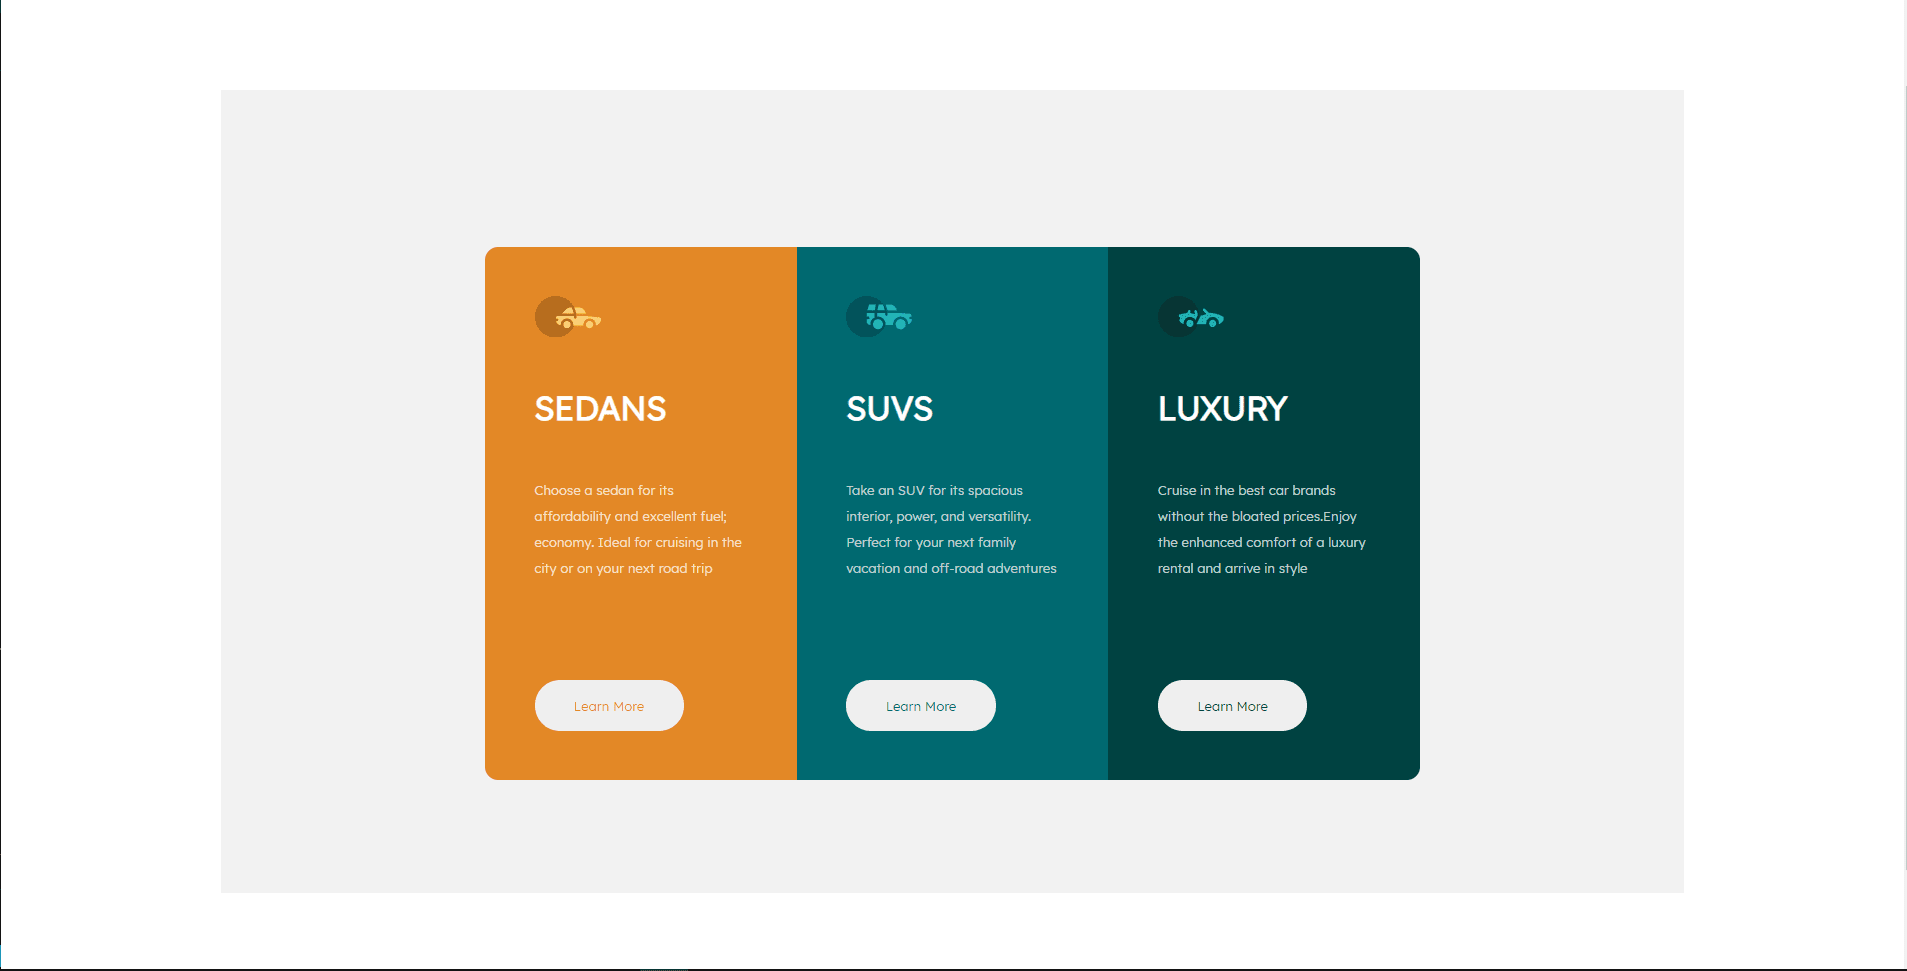 SEDANS
Choose a sedan for its
affordability and excellent fuel;
economy. Ideal for cruising in the
city or on your next road trip
Learn More
SUVS
Take an SUV for its spacious
interior, power, and versatility.
Perfect for your next family
vacation and off-road adventures
Learn More
LUXURY
Cruise in the best car brands
without the bloated prices.Enjoy
the enhanced comfort of a luxury
rental and arrive in style
Learn More